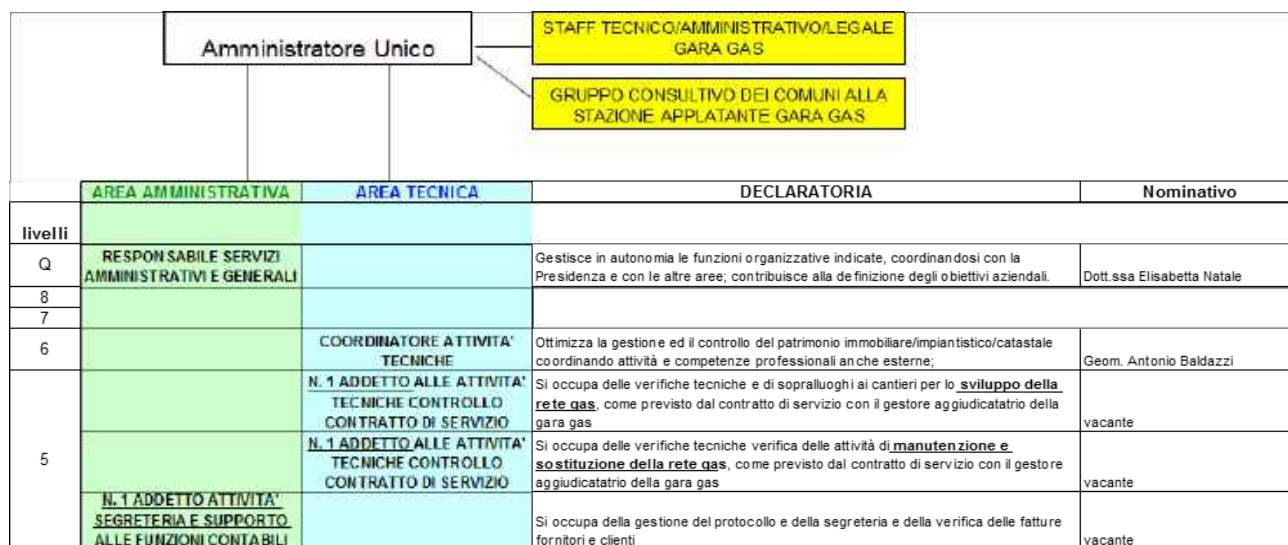 Amministratore Unico
STAFF TECNICO/AMMINISTRATIVO/LEGALE
GARA GAS
GRUPPO CONSULTIVO DEI COMUNI ALLA
STAZIONE APPLATANTE GARA GAS
AREA AMMINISTRATIVA AREA TECNICA DECLARATORIA Nominativo
livelli
Q
RESPONSABILE SERVIZI
AMMINISTRATIVI E GENERALI
Gestisce in autonomia le funzioni organizzative indicate, coordinandosi con la
Presidenza e con le altre aree; contribuisce alla definizione degli obiettivi aziendali.
Dott.ssa Elisabetta Natale
8
7
6
COORDINATORE ATTIVITA'
TECNICHE
Ottimizza la gestione ed il controllo del patrimonio immobiliare/impiantistico/catastale
coordinando attività e competenze professionali anche esterne;
Geom. Antonio Baldazzi
5
N. 1 ADDETTO ALLE ATTIVITA'
TECNICHE CONTROLLO
CONTRATTO DI SERVIZIO
Si occupa delle verifiche tecniche e di sopralluoghi ai cantieri per lo sviluppo della
rete gas, come previsto dal contratto di servizio con il gestore aggiudicatatrio della
gara gas
vacante
N. 1 ADDETTO ALLE ATTIVITA'
TECNICHE CONTROLLO
CONTRATTO DI SERVIZIO
Si occupa delle verifiche tecniche verifica delle attività di manutenzione e
sostituzione della rete gas, come previsto dal contratto di servizio con il gestore
aggiudicatatrio della gara gas
vacante
N. 1 ADDETTO ATTIVITA'
SEGRETERIA E SUPPORTO
ALLE FUNZIONI CONTABILI
Si occupa della gestione del protocollo e della segreteria e della verifica delle fatture
fornitori e clienti
vacante